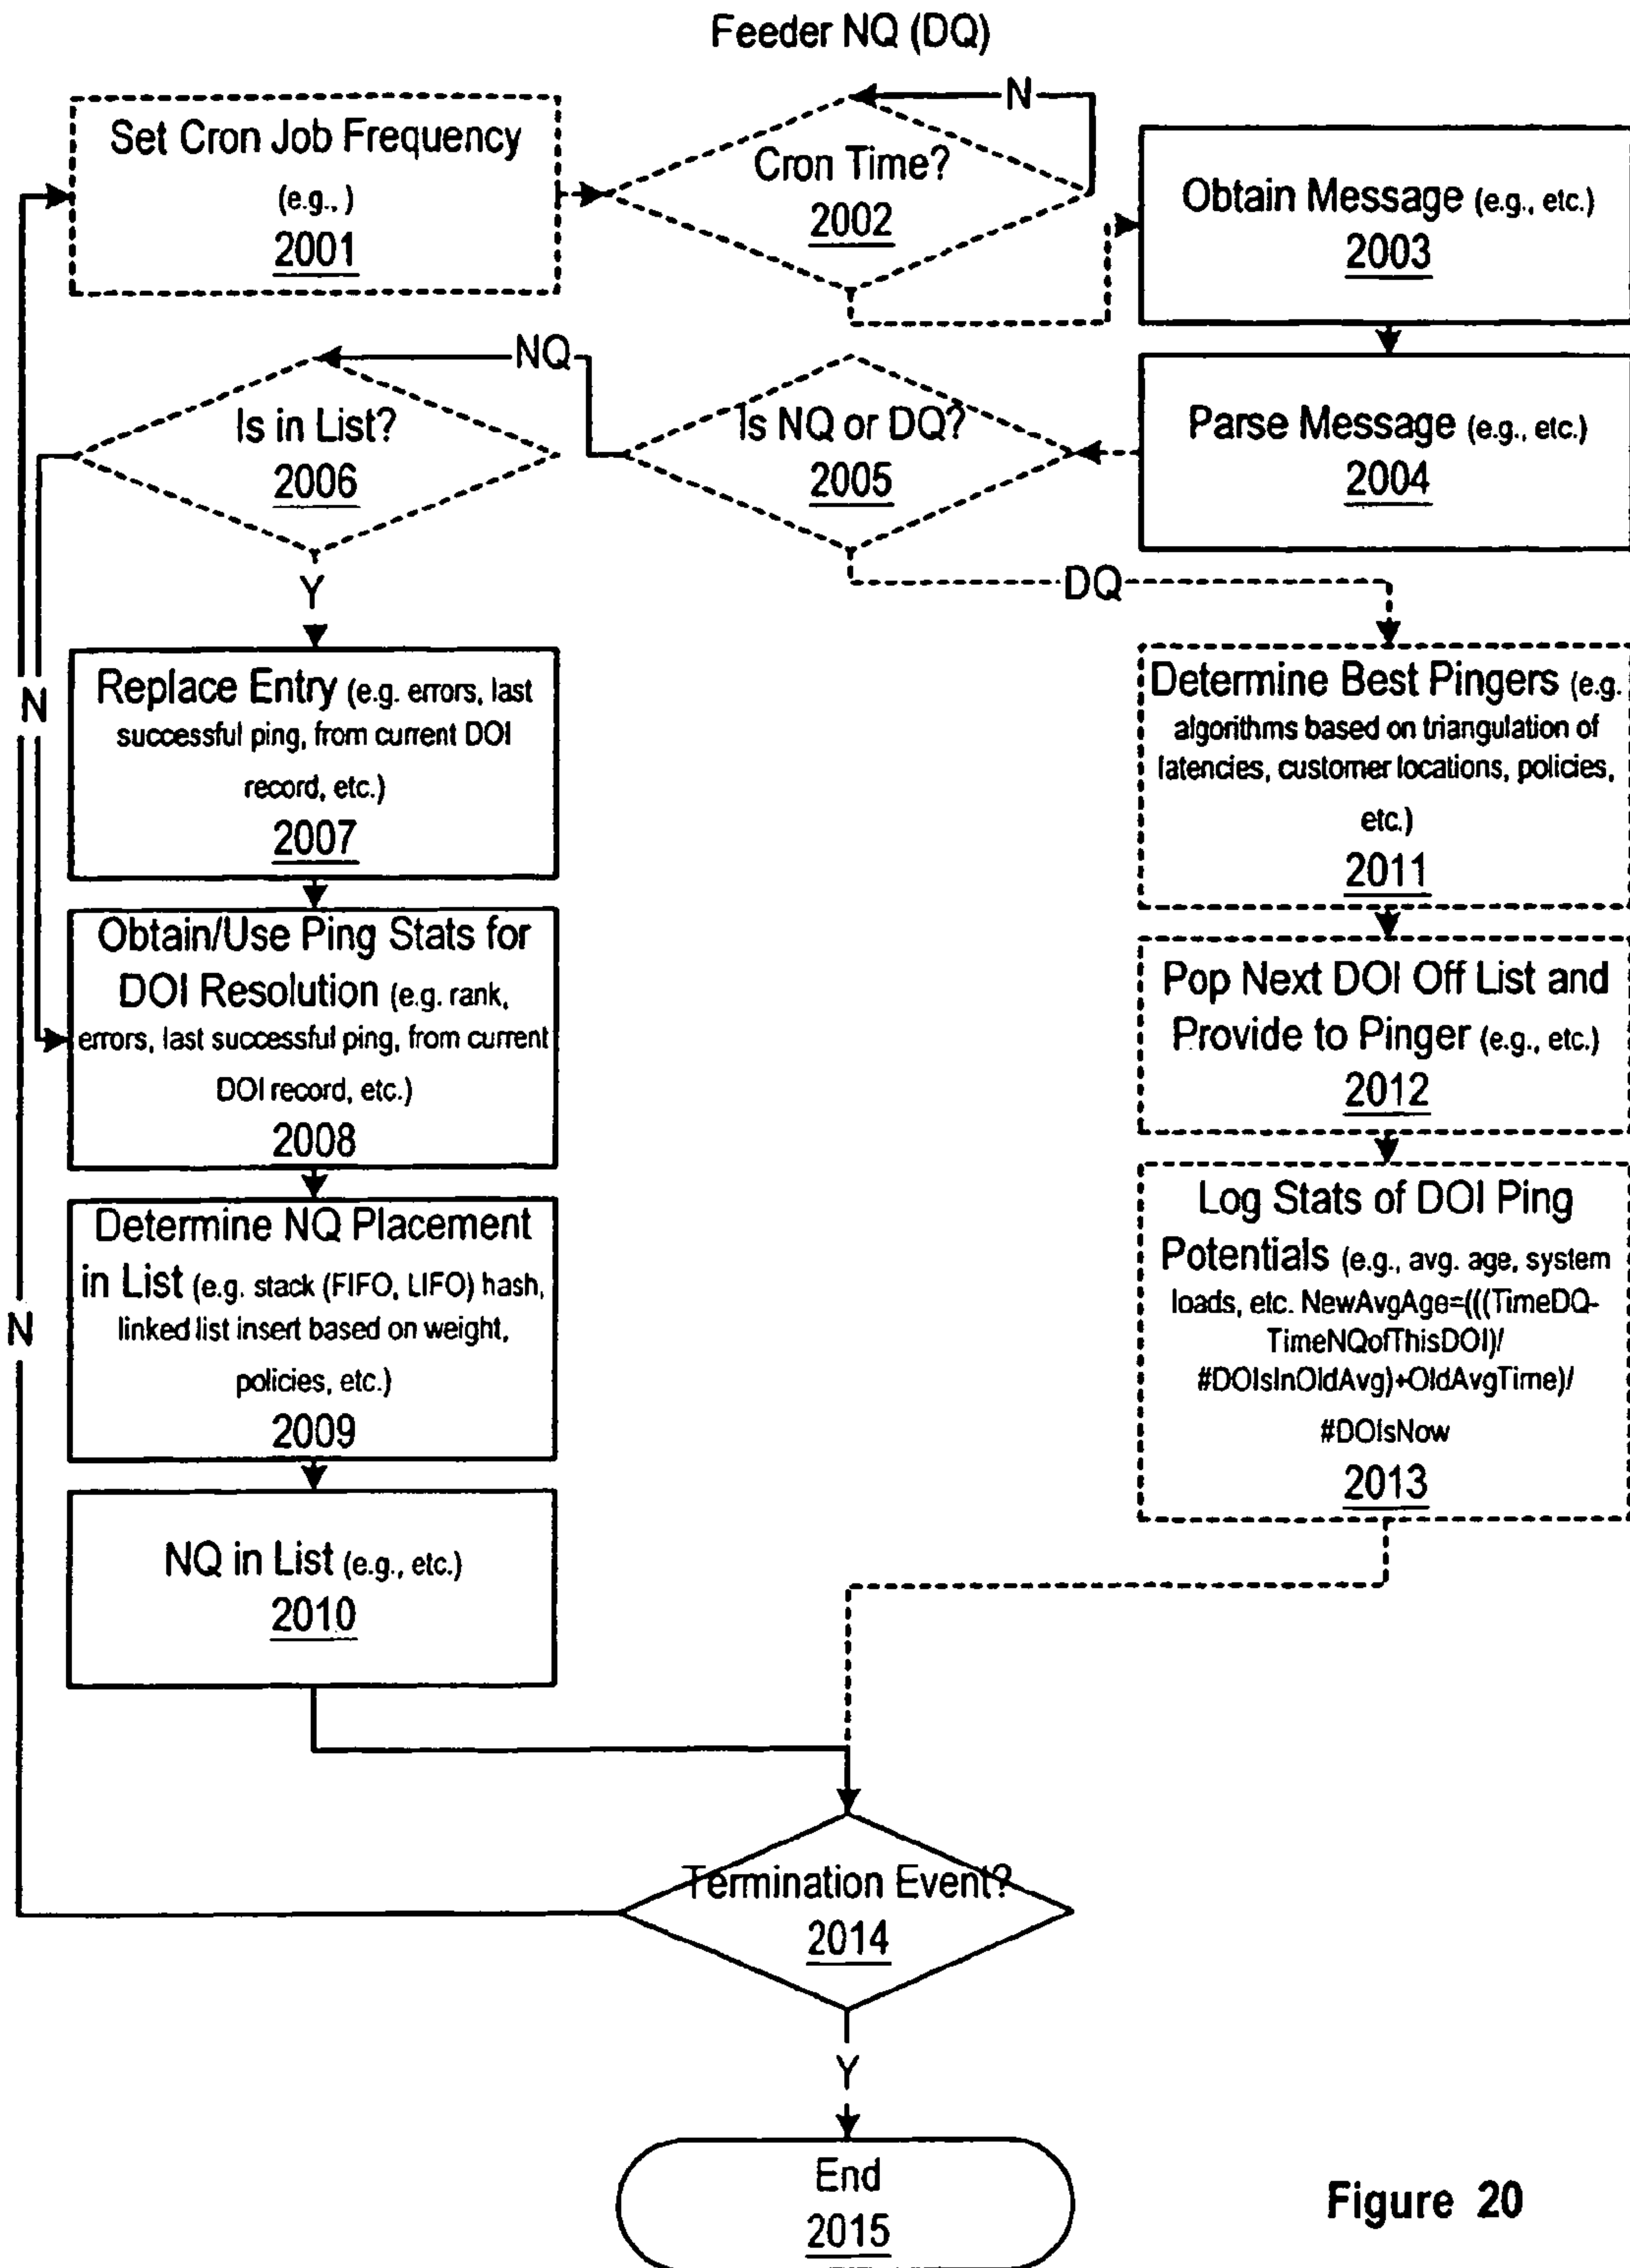 Feeder NQ (DQ)
Set Cron Job Frequency
(e.g., )
2001
Cron Time?
2002
N
Obtain Message (e.g., etc.)
2003
Parse Message (e.g., etc.)
2004
Is NQ or DQ?
2005
NQ
DQ
Is in List?
2006
Y
N
N
Replace Entry (e.g. errors, last
successful ping, from current DOI
record, etc.)
2007
Obtain/Use Ping Stats for
DOI Resolution (e.g. rank,
errors, last successful ping, from current
DOI record, etc.)
2008
Determine NQ Placement
in List (e.g. stack (FIFO, LIFO) hash,
linked list insert based on weight,
policies, etc.)
2009
NQ in List (e.g., etc.)
2010
Determine Best Pingers (e.g.
algorithms based on triangulation of
latencies, customer locations, policies,
etc.)
2011
Pop Next DOI Off List and
Provide to Pinger (e.g., etc.)
2012
Log Stats of DOI Ping
Potentials (e.g., avg. age, system
loads, etc. NewAvgAge=(((TimeDQ-
TimeNQofThisDOI)/
#DOIsInOldAvg)+OldAvgTime)/
#DOIsNow
2013
Termination Event?
2014
Y
End
2015
Figure 20